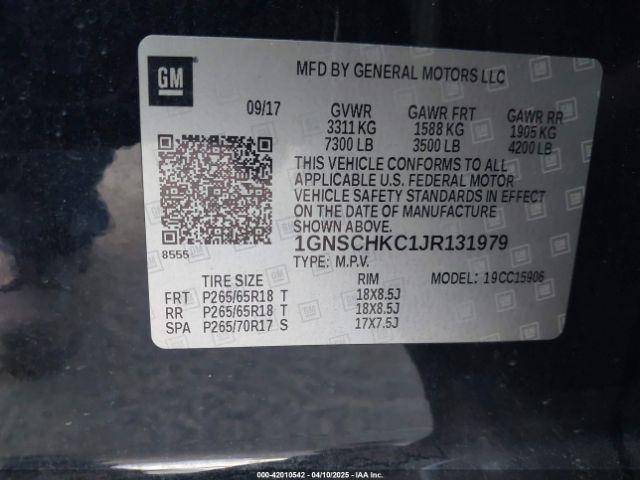 GM
MFD BY GENERAL MOTORS LLC
09/17 GVWR GAWR FRT GAWR RR
3311 KG 1588 KG 1905 KG
7300 LB 3500 LB 4200 LB
THIS VEHICLE CONFORMS TO ALL
APPLICABLE U.S. FEDERAL MOTOR
VEHICLE SAFETY STANDARDS IN EFFECT
ON THE DATE OF MANUFACTURE
SHOWN ABOVE.
8555
1GNSCHKC1JR131979
TYPE: M.P.V. MODEL: 19CC15906
TIRE SIZE RIM
FRT P265/65R18 T 18X8.5J
RR P265/65R18 T 18X8.5J
SPA P265/70R17 S 17X7.5J
000-42010542 - 04/10/2025 - IAA Inc.